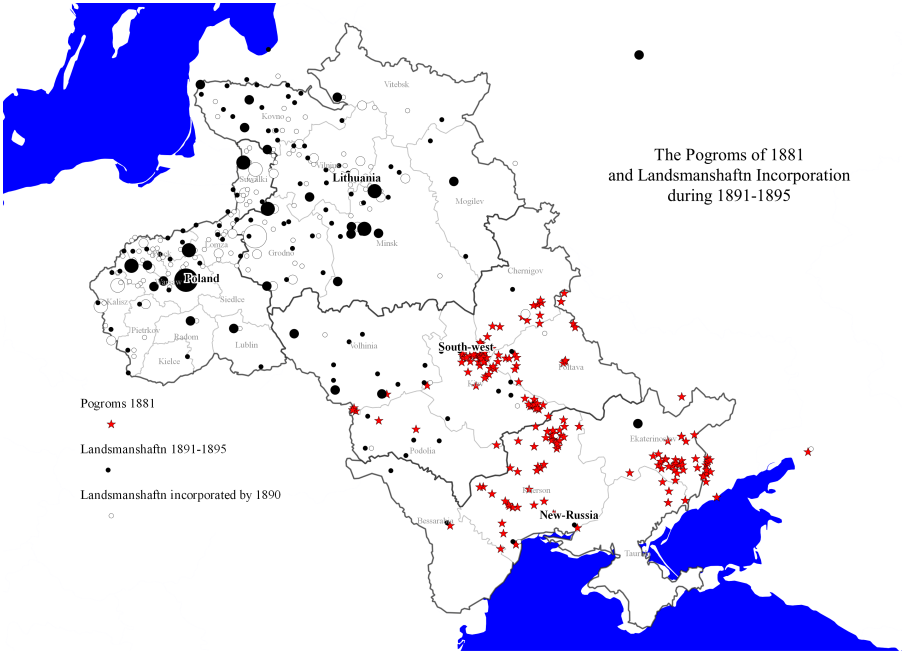 Vitebsk
Kovno
The Pogroms of 1881
and Landsmanshaftn Incorporation
during 1891-1895
Vilna
Lithuania
Suwalki
Mogilev
Lomza
Minsk
Grodno
Chernigov
Poland
Kalisz
Siedlce
Pietrkov
Radom
Volhinia
South-west
Lublin
Kielce
Poltava
Pogroms 1881
Landsmanshaftn 1891-1895
Ekaterinoslav
Podolia
Landsmanshaftn incorporated by 1890
Kherson
New-Russia
Bessarabia